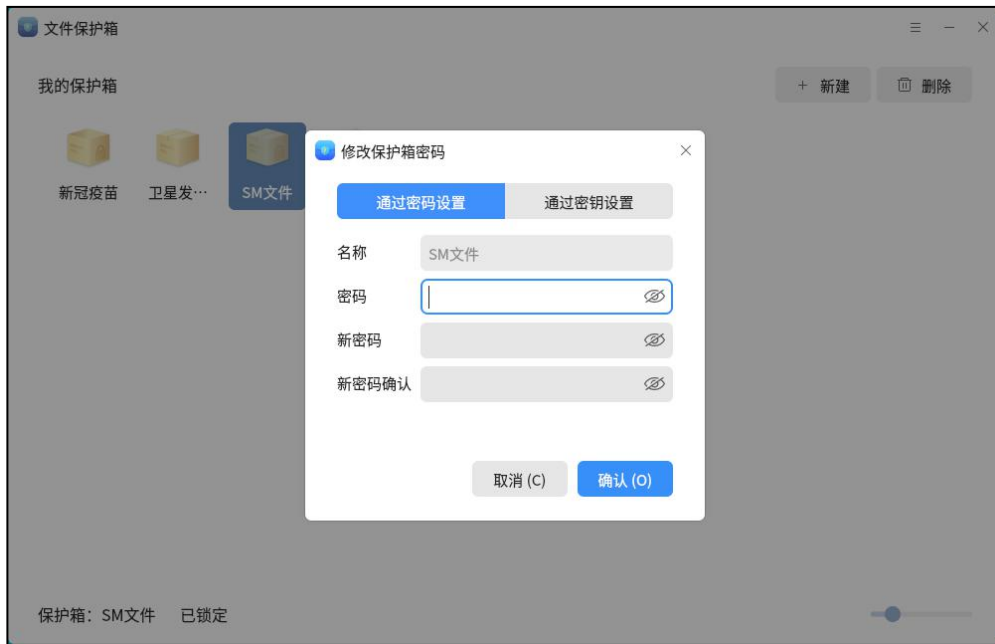 文件保护箱
我的保护箱
+ 新建
删除
新冠疫苗
卫星发…
SM文件
修改保护箱密码
通过密码设置
通过密钥设置
名称
SM文件
密码
新密码
新密码确认
取消 (C)
确认 (O)
保护箱：SM文件 已锁定